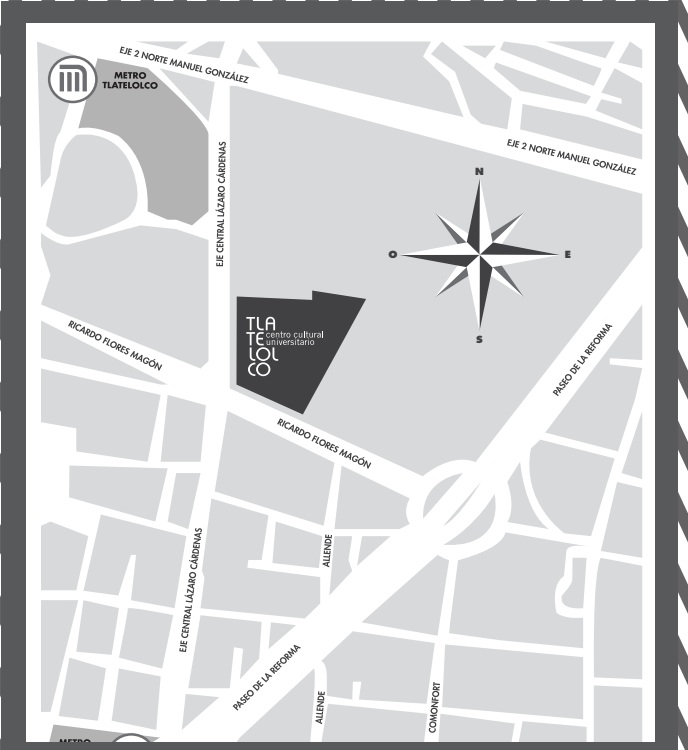 EJE 2 NORTE MANUEL GONZÁLEZ
METRO
TLATELOLCO
EJE 2 NORTE MANUEL GONZÁLEZ
EJE CENTRAL LÁZARO CÁRDENAS
N
O
E
S
TLA
TE
LOL
CO
centro cultural
universitario
RICARDO FLORES MAGÓN
PASEO DE LA REFORMA
RICARDO FLORES MAGÓN
EJE CENTRAL LÁZARO CÁRDENAS
ALLENDE
PASEO DE LA REFORMA
ALLENDE
COMONFORT
METRO